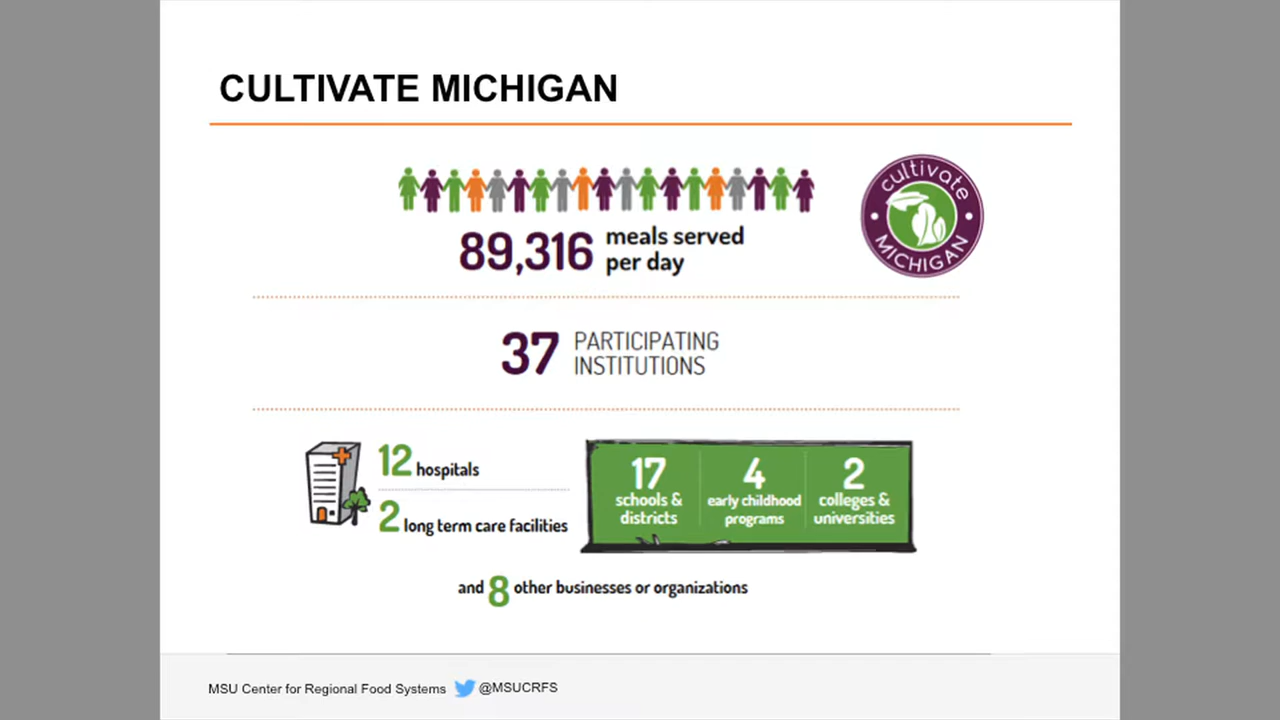 CULTIVATE MICHIGAN
cultivate
MICHIGAN
89,316 meals served
per day
37 PARTICIPATING
INSTITUTIONS
12 hospitals
2 long term care facilities
17
schools &
districts
4
early childhood
programs
2
colleges &
universities
and 8 other businesses or organizations
MSU Center for Regional Food Systems @MSUCRFS